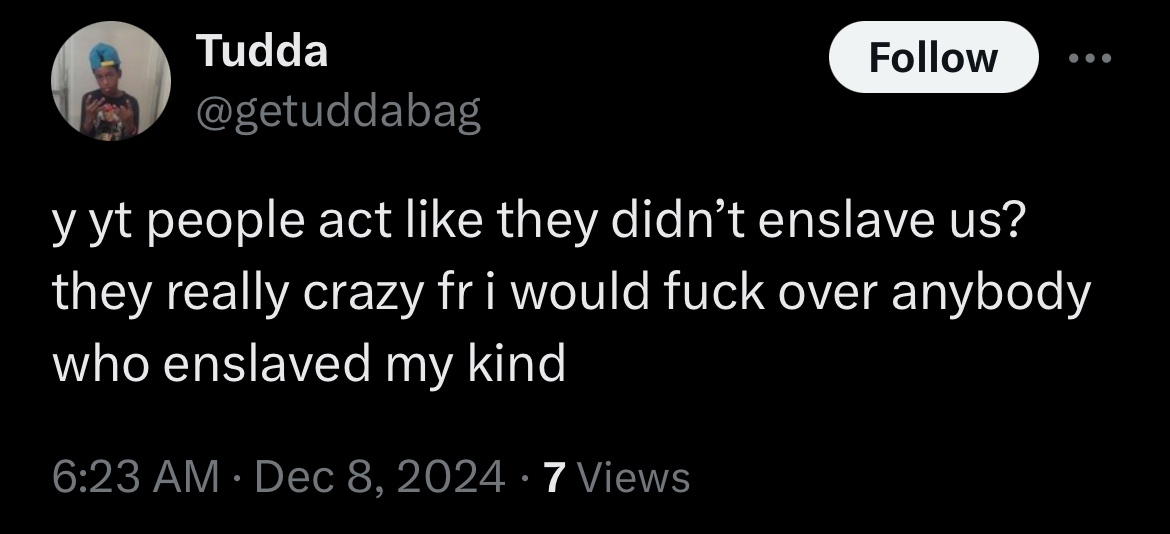 Tudda
Follow
@getuddabag
y yt people act like they didn’t enslave us?
they really crazy fr i would fuck over anybody
who enslaved my kind
6:23 AM · Dec 8, 2024 · 7 Views